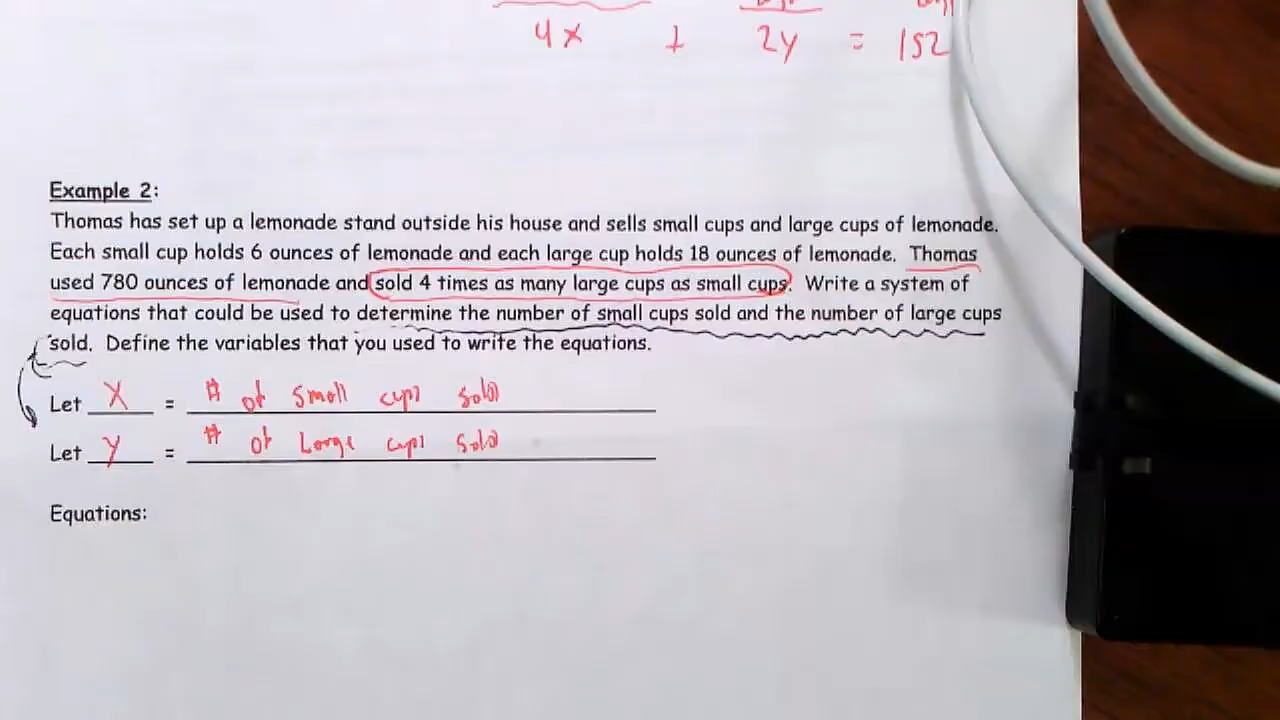 4x + 2y = 152
Example 2:
Thomas has set up a lemonade stand outside his house and sells small cups and large cups of lemonade.
Each small cup holds 6 ounces of lemonade and each large cup holds 18 ounces of lemonade. Thomas
used 780 ounces of lemonade and sold 4 times as many large cups as small cups. Write a system of
equations that could be used to determine the number of small cups sold and the number of large cups
sold. Define the variables that you used to write the equations.
Let X = # of small cups sold
Let y = # of Large cups sold
Equations: